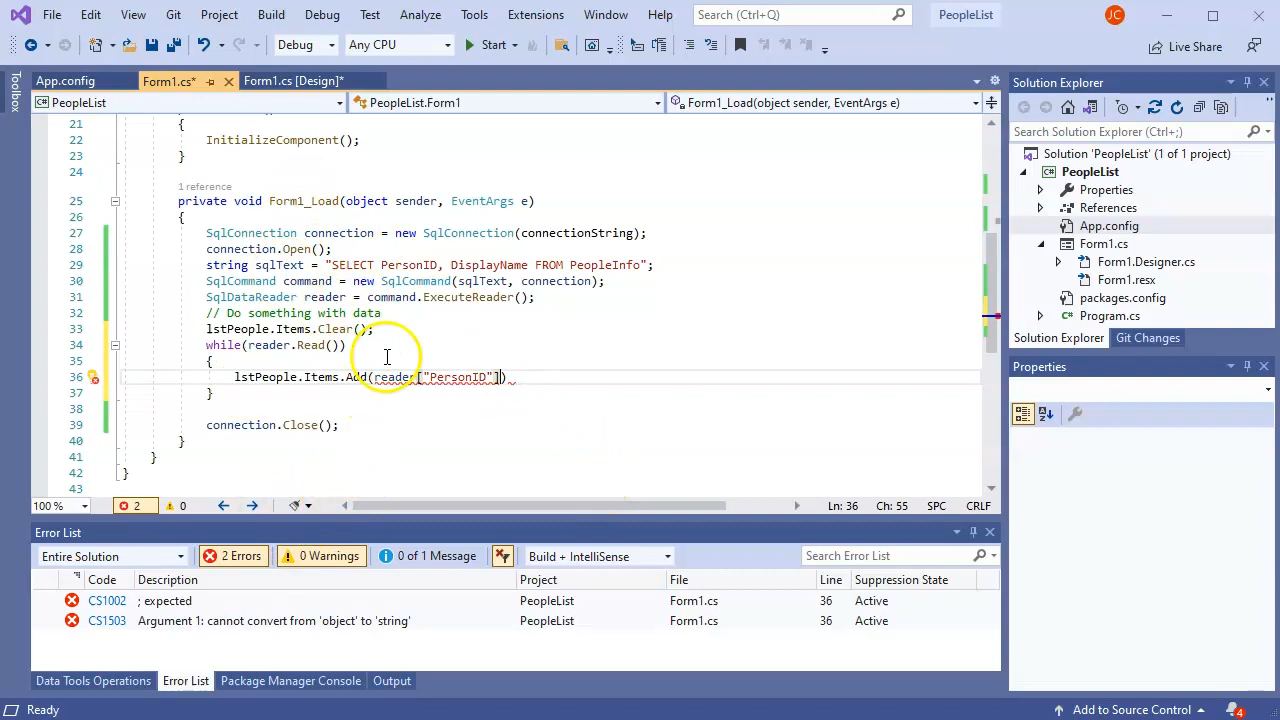 File Edit View Git Project Build Debug Test Analyze Tools Extensions Window Help Search (Ctrl+Q) PeopleList JC
Debug Any CPU Start Live Share
Toolbox
App.config Form1.cs* Form1.cs [Design]*
PeopleList PeopleList.Form1 Form1_Load(object sender, EventArgs e)
21 {
22 InitializeComponent();
23 }
24
1 reference
25 private void Form1_Load(object sender, EventArgs e)
26 {
27 SqlConnection connection = new SqlConnection(connectionString);
28 connection.Open();
29 string sqlText = "SELECT PersonID, DisplayName FROM PeopleInfo";
30 SqlCommand command = new SqlCommand(sqlText, connection);
31 SqlDataReader reader = command.ExecuteReader();
32 // Do something with data
33 lstPeople.Items.Clear();
34 while(reader.Read())
35 {
36 lstPeople.Items.Add(reader["PersonID"])
37 }
38
39 connection.Close();
40 }
41 }
42 }
43
100 % 2 0 Ln: 36 Ch: 55 SPC CRLF
Error List
Entire Solution 2 Errors 0 Warnings 0 of 1 Message Build + IntelliSense Search Error List
Code Description Project File Line Suppression State
CS1002 ; expected PeopleList Form1.cs 36 Active
CS1503 Argument 1: cannot convert from 'object' to 'string' PeopleList Form1.cs 36 Active
Data Tools Operations Error List Package Manager Console Output
Solution Explorer
Search Solution Explorer (Ctrl+;)
Solution 'PeopleList' (1 of 1 project)
PeopleList
Properties
References
App.config
Form1.cs
Form1.Designer.cs
Form1.resx
packages.config
Program.cs
Solution Explorer Git Changes
Properties
Ready Add to Source Control 4